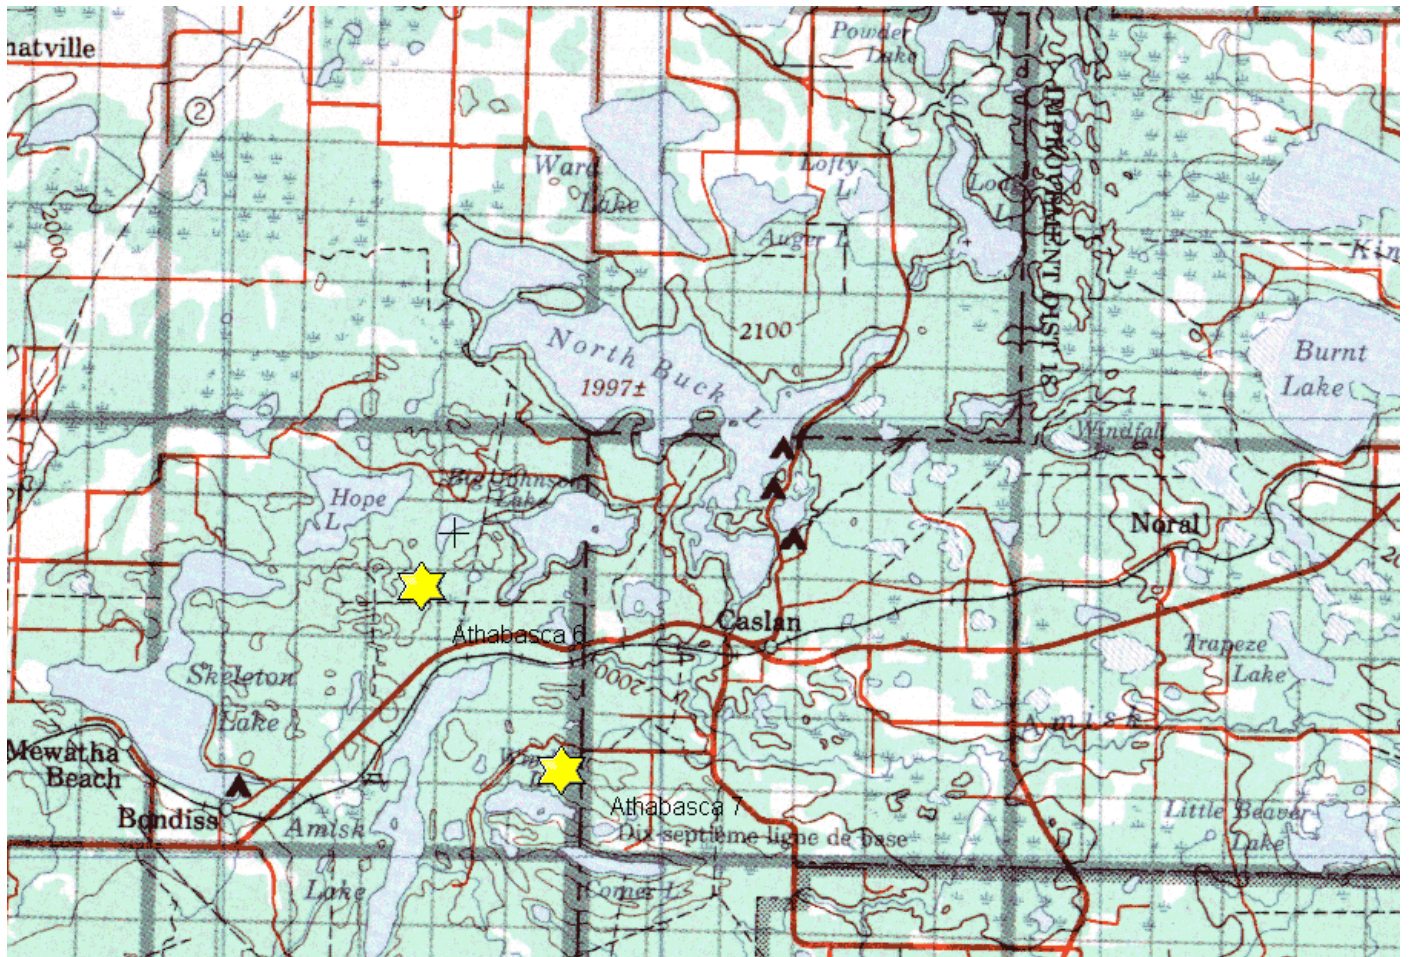 natville
2
Powder
Lake
IMPROVEMENT DIST 18
Ward
Lake
Lofty
L
Auger L
2000
2100
North Buck L
1997±
Kin
Burnt
Lake
Windfall
Big Johnson
Lake
Hope
L
Noral
Athabasca 6
Caslan
2000
Trapeze
Lake
Skeleton
Lake
Amisk
Mewatha
Beach
Bondiss
Athabasca 7
Amisk
Lake
Dix-septième ligne de base
Little Beaver
Lake